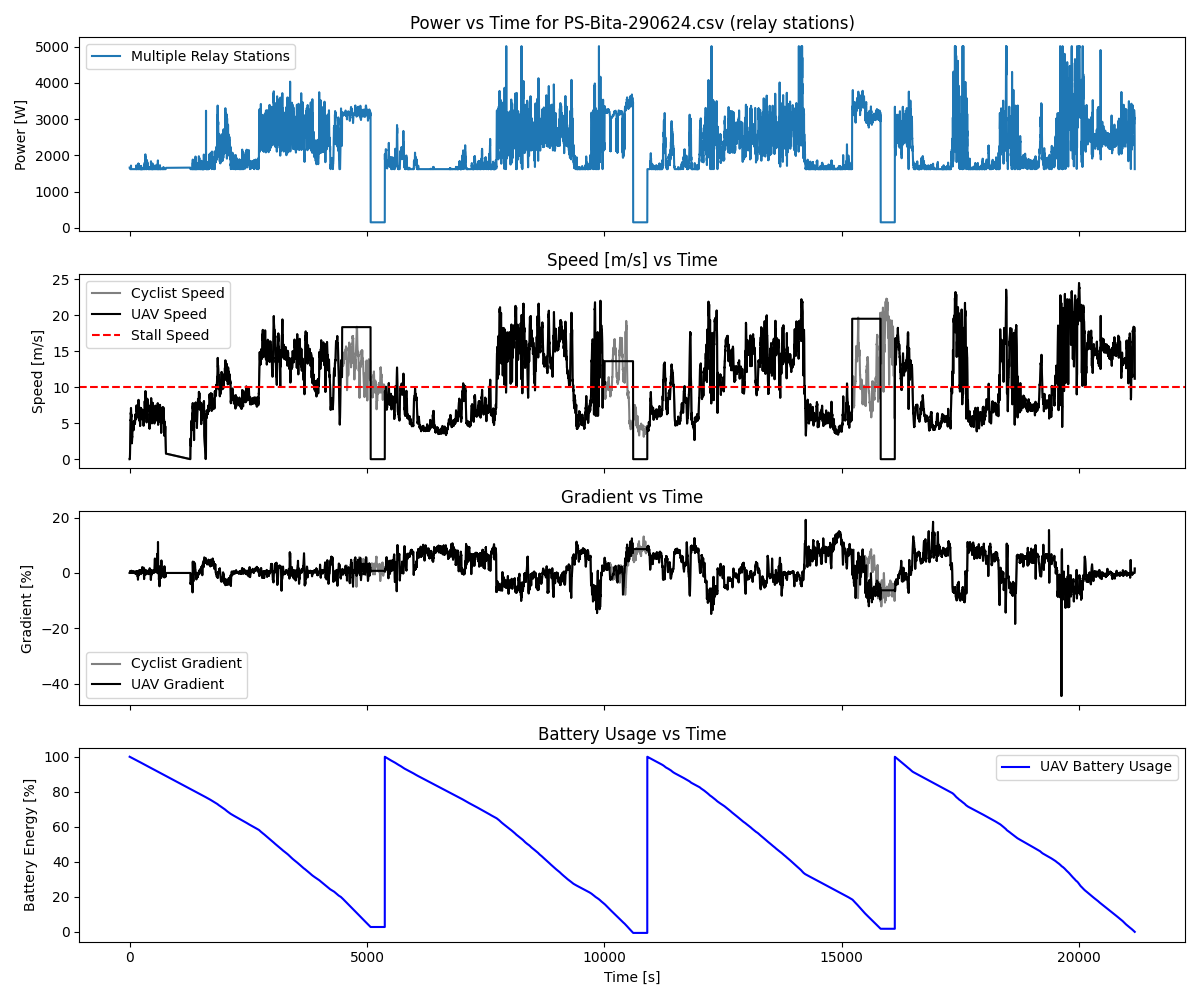 Power vs Time for PS-Bita-290624.csv (relay stations)
Multiple Relay Stations
Power [W]
5000
4000
3000
2000
1000
0
Speed [m/s] vs Time
Cyclist Speed
UAV Speed
Stall Speed
Speed [m/s]
25
20
15
10
5
0
Gradient vs Time
Cyclist Gradient
UAV Gradient
Gradient [%]
20
0
−20
−40
Battery Usage vs Time
UAV Battery Usage
Battery Energy [%]
100
80
60
40
20
0
0 5000 10000 15000 20000
Time [s]